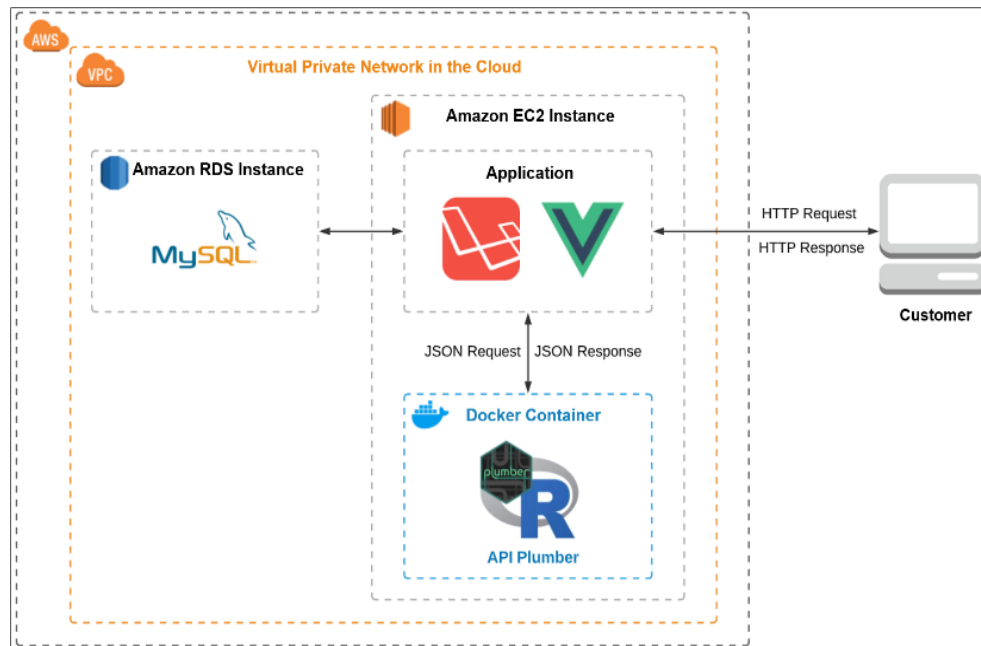 AWS
VPC
Virtual Private Network in the Cloud
Amazon EC2 Instance
Amazon RDS Instance
Application
MySQL
HTTP Request
HTTP Response
Customer
JSON Request
JSON Response
Docker Container
plumber
R
API Plumber